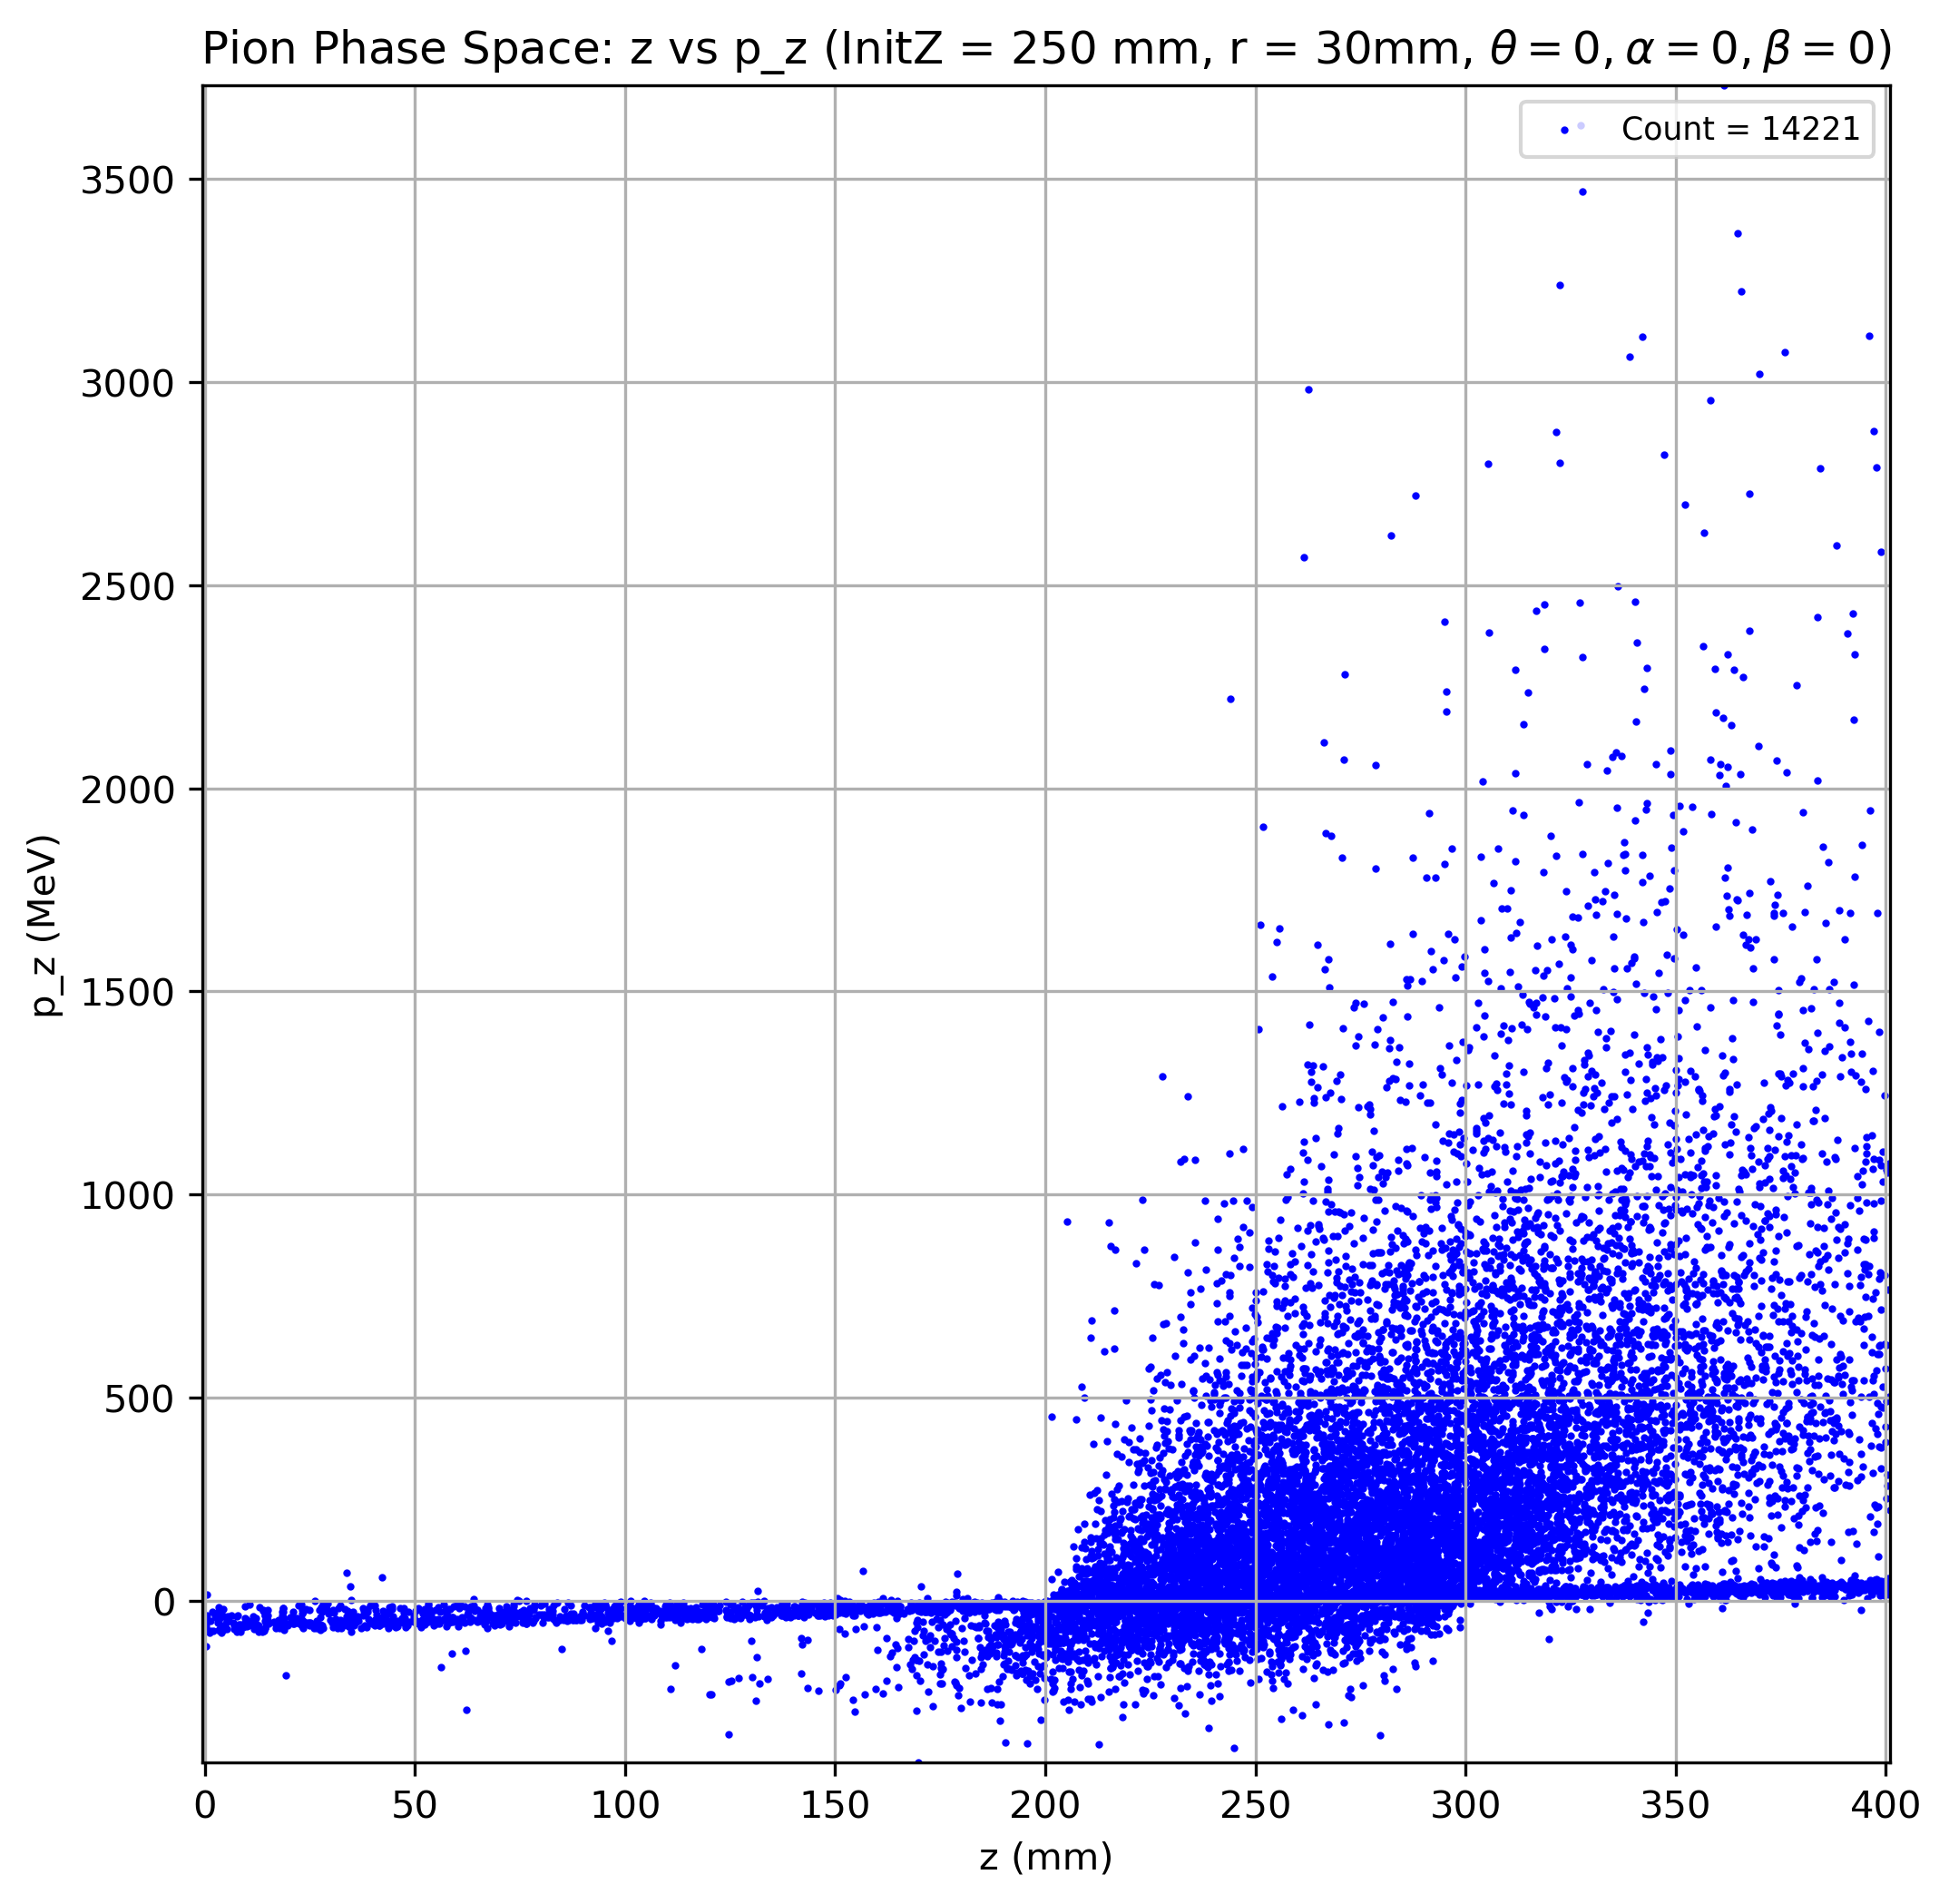 Pion Phase Space: z vs p_z (InitZ = 250 mm, r = 30mm, θ = 0, α = 0, β = 0)
Count = 14221
3500
3000
2500
2000
1500
1000
500
0
p_z (MeV)
0 50 100 150 200 250 300 350 400
z (mm)